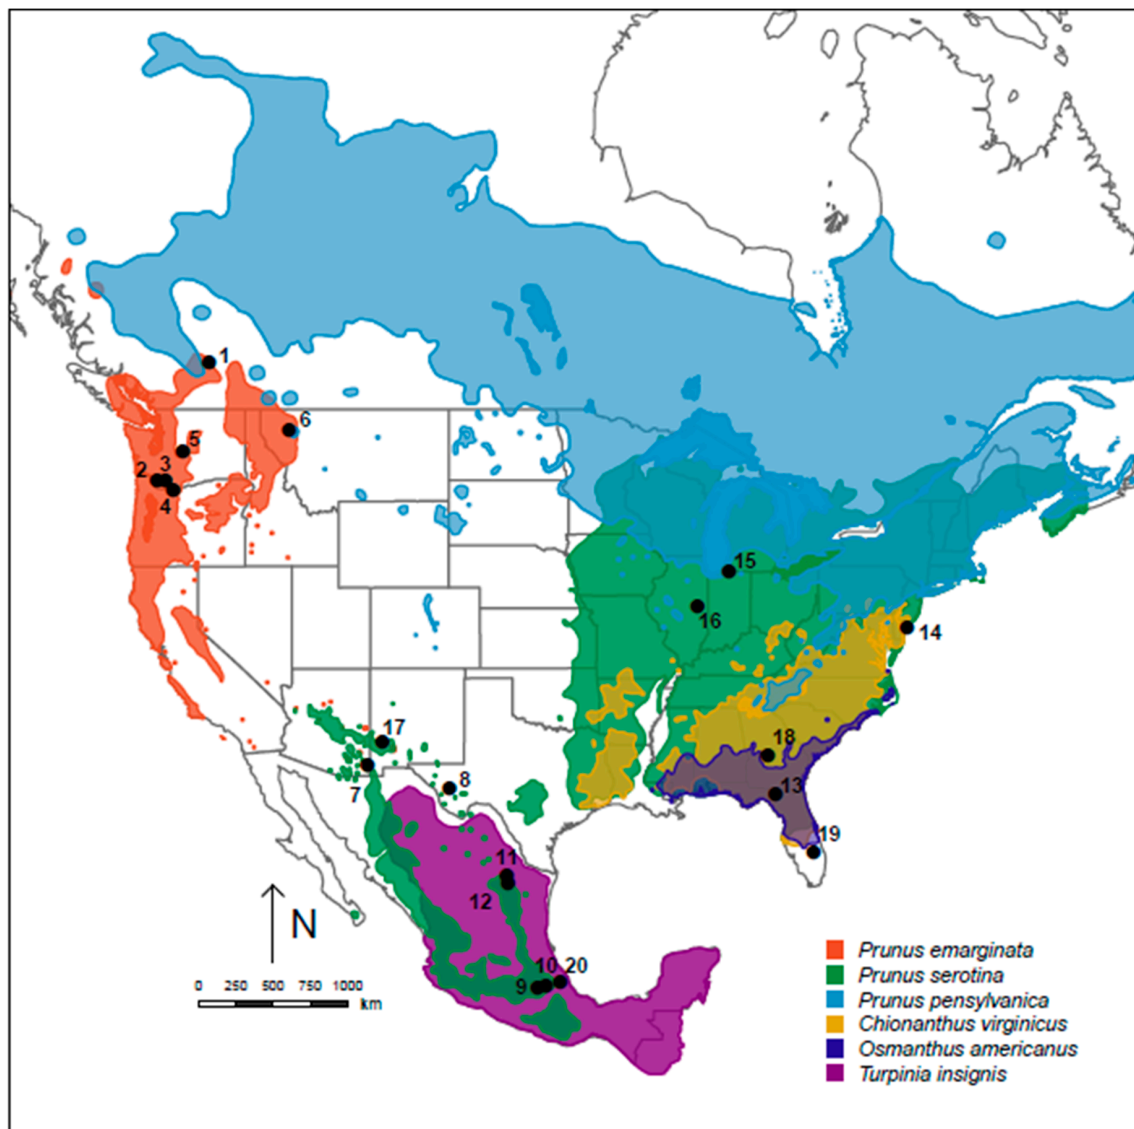 1
6
5
2 3
4
15
16
14
17
18
7
8
13
19
11
12
N
10 20
9
0 250 500 750 1000
km
Prunus emarginata
Prunus serotina
Prunus pensylvanica
Chionanthus virginicus
Osmanthus americanus
Turpinia insignis